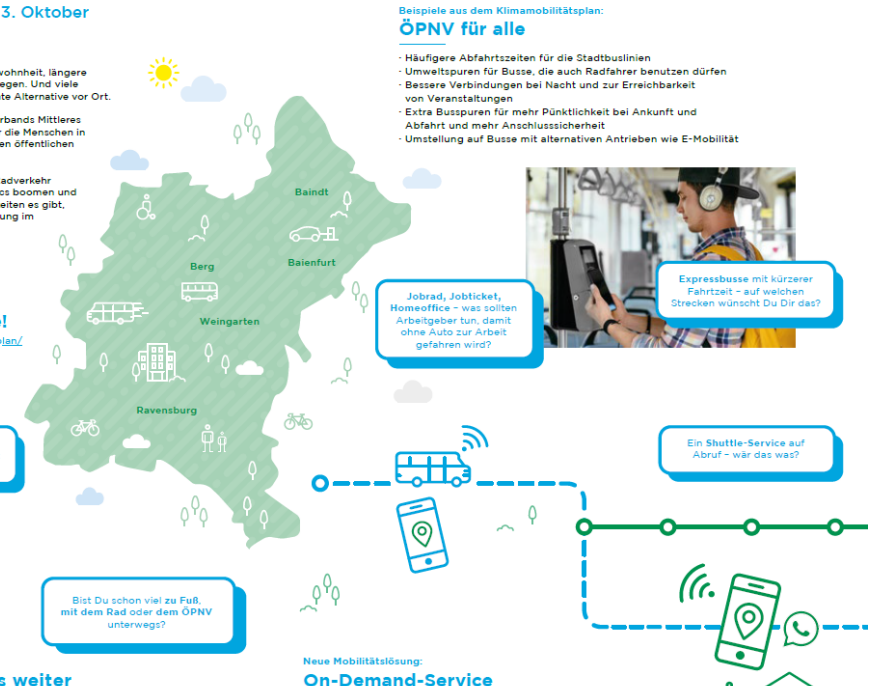 3. Oktober
wohnheit, längere
egen. Und viele
te Alternative vor Ort.
rbands Mittleres
r die Menschen in
en öffentlichen
adverkehr
cs boomen und
eiten es gibt,
ung im
!
lan/
Beispiele aus dem Klimamobilitätsplan:
ÖPNV für alle
· Häufigere Abfahrtszeiten für die Stadtbuslinien
· Umweltspuren für Busse, die auch Radfahrer benutzen dürfen
· Bessere Verbindungen bei Nacht und zur Erreichbarkeit
von Veranstaltungen
· Extra Busspuren für mehr Pünktlichkeit bei Ankunft und
Abfahrt und mehr Anschlusssicherheit
· Umstellung auf Busse mit alternativen Antrieben wie E-Mobilität
Baindt
Berg
Baienfurt
Weingarten
Ravensburg
Jobrad, Jobticket,
Homeoffice – was sollten
Arbeitgeber tun, damit
ohne Auto zur Arbeit
gefahren wird?
Expressbusse mit kürzerer
Fahrtzeit – auf welchen
Strecken wünscht Du Dir das?
Ein Shuttle-Service auf
Abruf – wär das was?
Bist Du schon viel zu Fuß,
mit dem Rad oder dem ÖPNV
unterwegs?
s weiter
Neue Mobilitätslösung:
On-Demand-Service